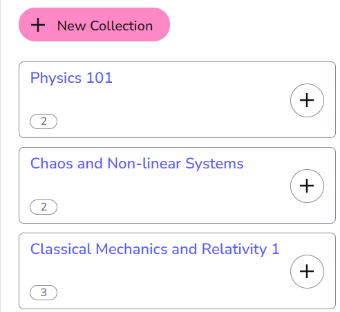 New Collection
Physics 101
2
Chaos and Non-linear Systems
2
Classical Mechanics and Relativity 1
3